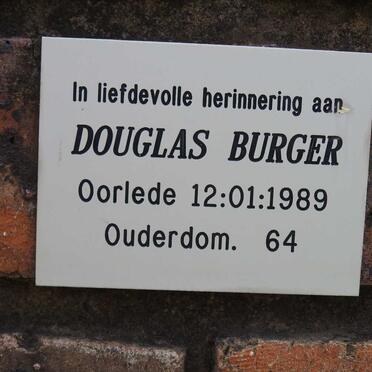 In liefdevolle herinnering aan
DOUGLAS BURGER
Oorlede 12:01:1989
Ouderdom. 64